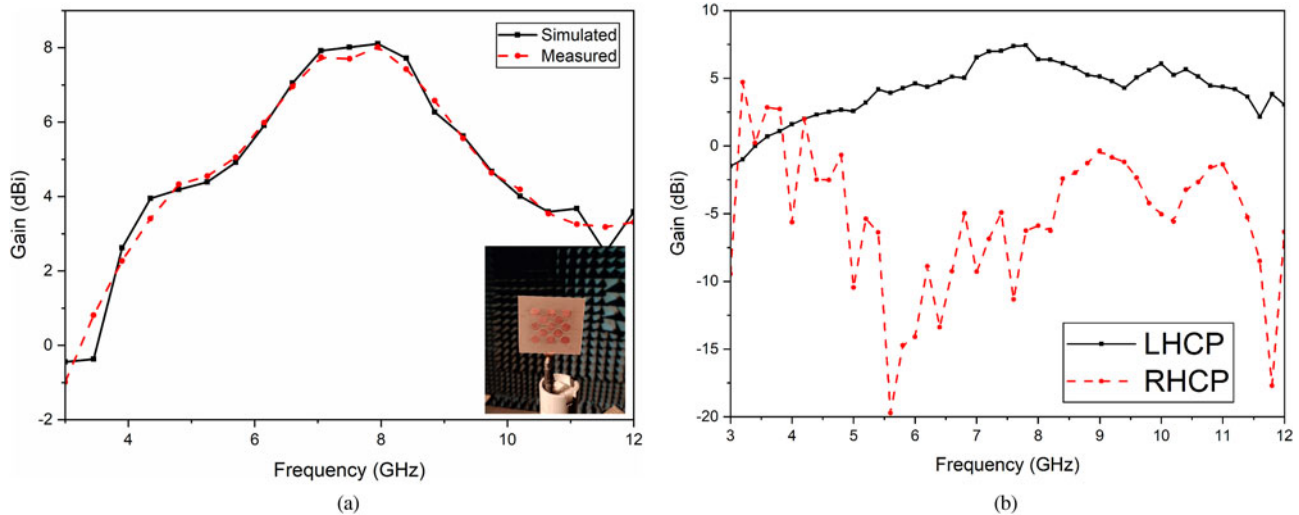 8
6
4
2
0
-2
Gain (dBi)
Simulated
Measured
4
6
8
10
12
Frequency (GHz)
(a)
10
5
0
-5
-10
-15
-20
Gain (dBi)
LHCP
RHCP
3
4
5
6
7
8
9
10
11
12
Frequency (GHz)
(b)